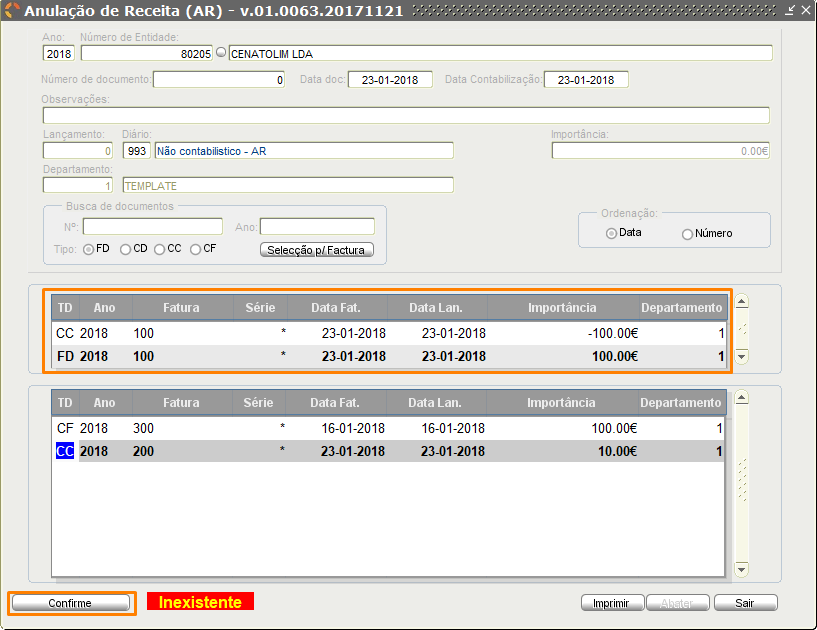 Anulação de Receita (AR) - v.01.0063.20171121
Ano: Número de Entidade:
2018 80205 CENATOLIM LDA
Número de documento: 0 Data doc: 23-01-2018 Data Contabilização: 23-01-2018
Observações:
Lançamento: Diário: Importância:
0 993 Não contabilistico - AR 0.00€
Departamento:
1 TEMPLATE
Busca de documentos Ordenação:
Nº: Ano: Data Número
Tipo: FD CD CC CF Selecção p/ Factura
TD Ano Fatura Série Data Fat. Data Lan. Importância Departamento
CC 2018 100 * 23-01-2018 23-01-2018 -100.00€ 1
FD 2018 100 * 23-01-2018 23-01-2018 100.00€ 1
TD Ano Fatura Série Data Fat. Data Lan. Importância Departamento
CF 2018 300 * 16-01-2018 16-01-2018 100.00€ 1
CC 2018 200 * 23-01-2018 23-01-2018 10.00€ 1
Confirme Inexistente Imprimir Abater Sair